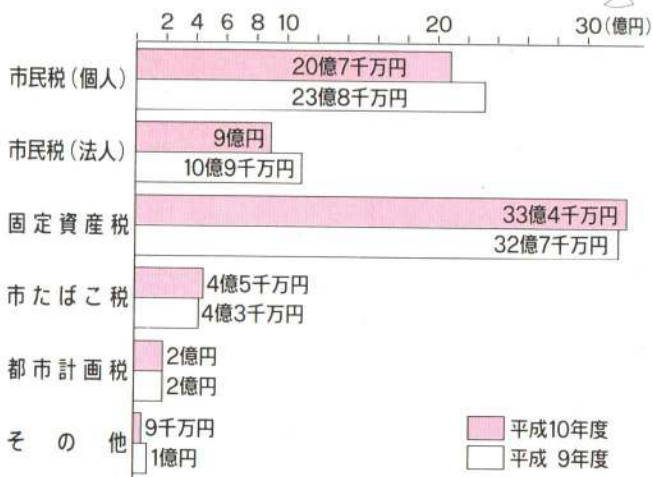 2 4 6 8 10 20 30(億円)
市民税(個人)
20億7千万円
23億8千万円
市民税(法人)
9億円
10億9千万円
固定資産税
33億4千万円
32億7千万円
市たばこ税
4億5千万円
4億3千万円
都市計画税
2億円
2億円
その他
9千万円
1億円
平成10年度
平成 9年度